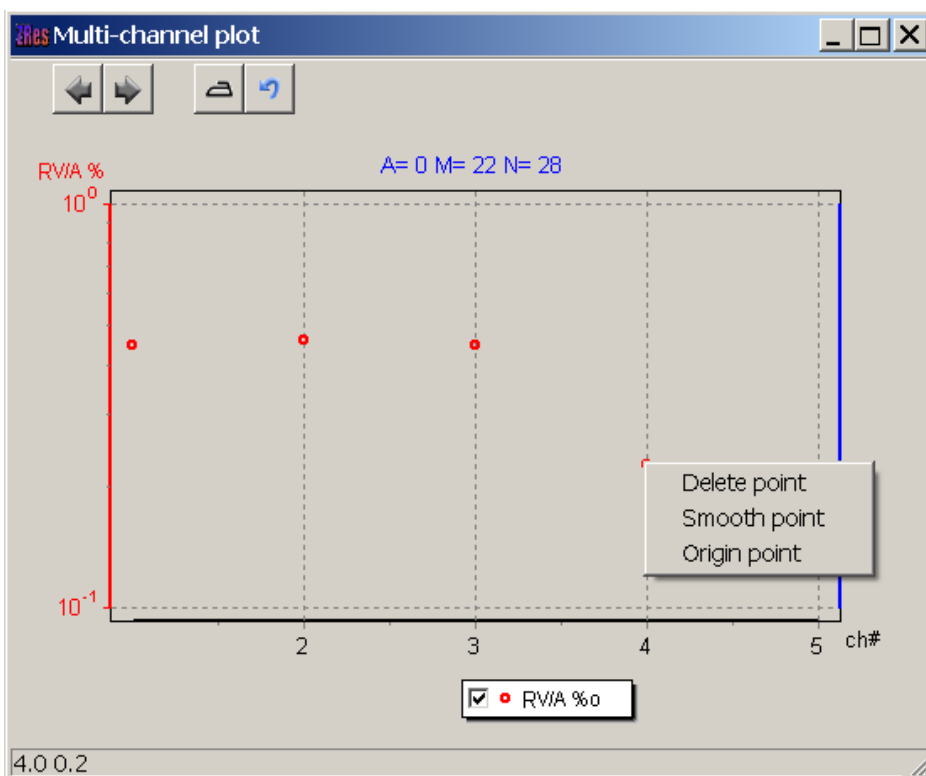 IRes Multi-channel plot
A= 0 M= 22 N= 28
RV/A %
10^0
10^-1
Delete point
Smooth point
Origin point
2 3 4 5 ch#
RV/A %o
4.0 0.2